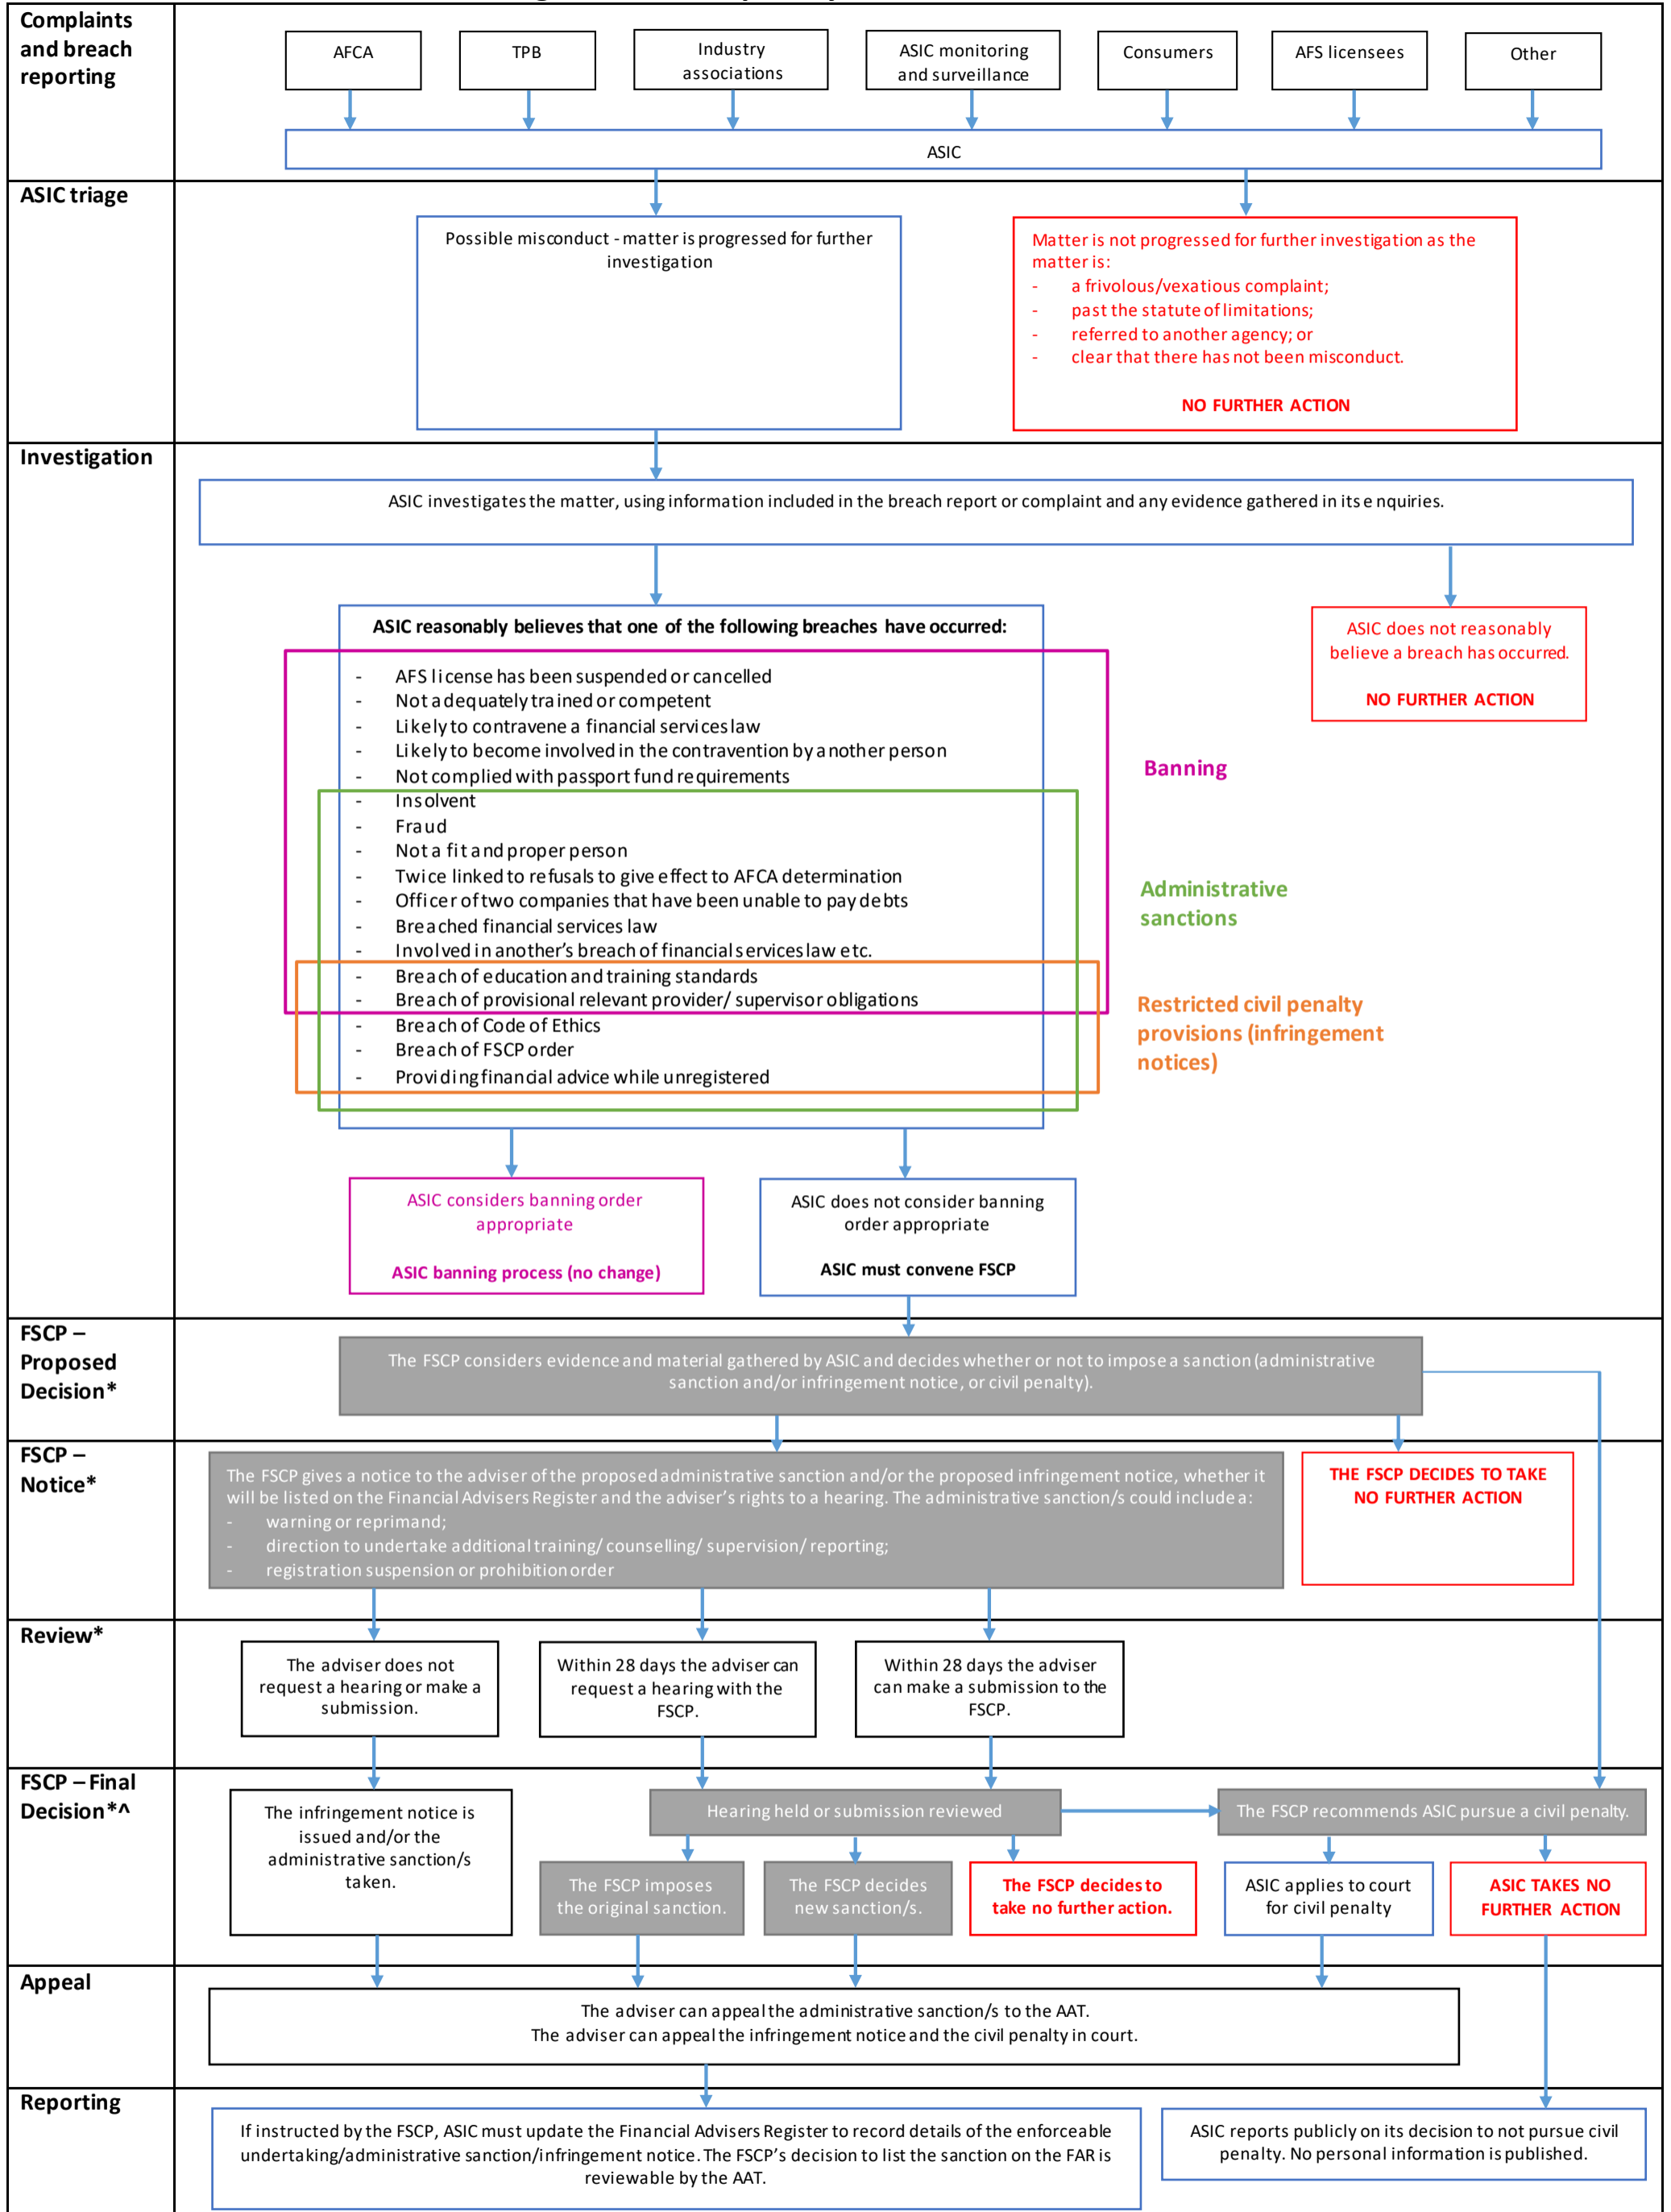 Complaints
and breach
reporting
AFCA
TPB
Industry
associations
ASIC monitoring
and surveillance
Consumers
AFS licensees
Other
ASIC
ASIC triage
Possible misconduct - matter is progressed for further
investigation
Matter is not progressed for further investigation as the
matter is:
- a frivolous/vexatious complaint;
- past the statute of limitations;
- referred to another agency; or
- clear that there has not been misconduct.
NO FURTHER ACTION
Investigation
ASIC investigates the matter, using information included in the breach report or complaint and any evidence gathered in its enquiries.
ASIC reasonably believes that one of the following breaches have occurred:
- AFS license has been suspended or cancelled
- Not adequately trained or competent
- Likely to contravene a financial services law
- Likely to become involved in the contravention by another person
- Not complied with passport fund requirements
- Insolvent
- Fraud
- Not a fit and proper person
- Twice linked to refusals to give effect to AFCA determination
- Officer of two companies that have been unable to pay debts
- Breached financial services law
- Involved in another's breach of financial services law etc.
- Breach of education and training standards
- Breach of provisional relevant provider/ supervisor obligations
- Breach of Code of Ethics
- Breach of FSCP order
- Providing financial advice while unregistered
ASIC does not reasonably
believe a breach has occurred.
NO FURTHER ACTION
Banning
Administrative
sanctions
Restricted civil penalty
provisions (infringement
notices)
ASIC considers banning order
appropriate
ASIC banning process (no change)
ASIC does not consider banning
order appropriate
ASIC must convene FSCP
FSCP –
Proposed
Decision*
The FSCP considers evidence and material gathered by ASIC and decides whether or not to impose a sanction (administrative
sanction and/or infringement notice, or civil penalty).
FSCP –
Notice*
The FSCP gives a notice to the adviser of the proposed administrative sanction and/or the proposed infringement notice, whether it
will be listed on the Financial Advisers Register and the adviser's rights to a hearing. The administrative sanction/s could include a:
- warning or reprimand;
- direction to undertake additional training/ counselling/ supervision/ reporting;
- registration suspension or prohibition order
THE FSCP DECIDES TO TAKE
NO FURTHER ACTION
Review*
The adviser does not
request a hearing or make a
submission.
Within 28 days the adviser can
request a hearing with the
FSCP.
Within 28 days the adviser
can make a submission to the
FSCP.
FSCP – Final
Decision*^
The infringement notice is
issued and/or the
administrative sanction/s
taken.
Hearing held or submission reviewed
The FSCP recommends ASIC pursue a civil penalty.
The FSCP imposes
the original sanction.
The FSCP decides
new sanction/s.
The FSCP decides to
take no further action.
ASIC applies to court
for civil penalty
ASIC TAKES NO
FURTHER ACTION
Appeal
The adviser can appeal the administrative sanction/s to the AAT.
The adviser can appeal the infringement notice and the civil penalty in court.
Reporting
If instructed by the FSCP, ASIC must update the Financial Advisers Register to record details of the enforceable
undertaking/administrative sanction/infringement notice. The FSCP's decision to list the sanction on the FAR is
reviewable by the AAT.
ASIC reports publicly on its decision to not pursue civil
penalty. No personal information is published.